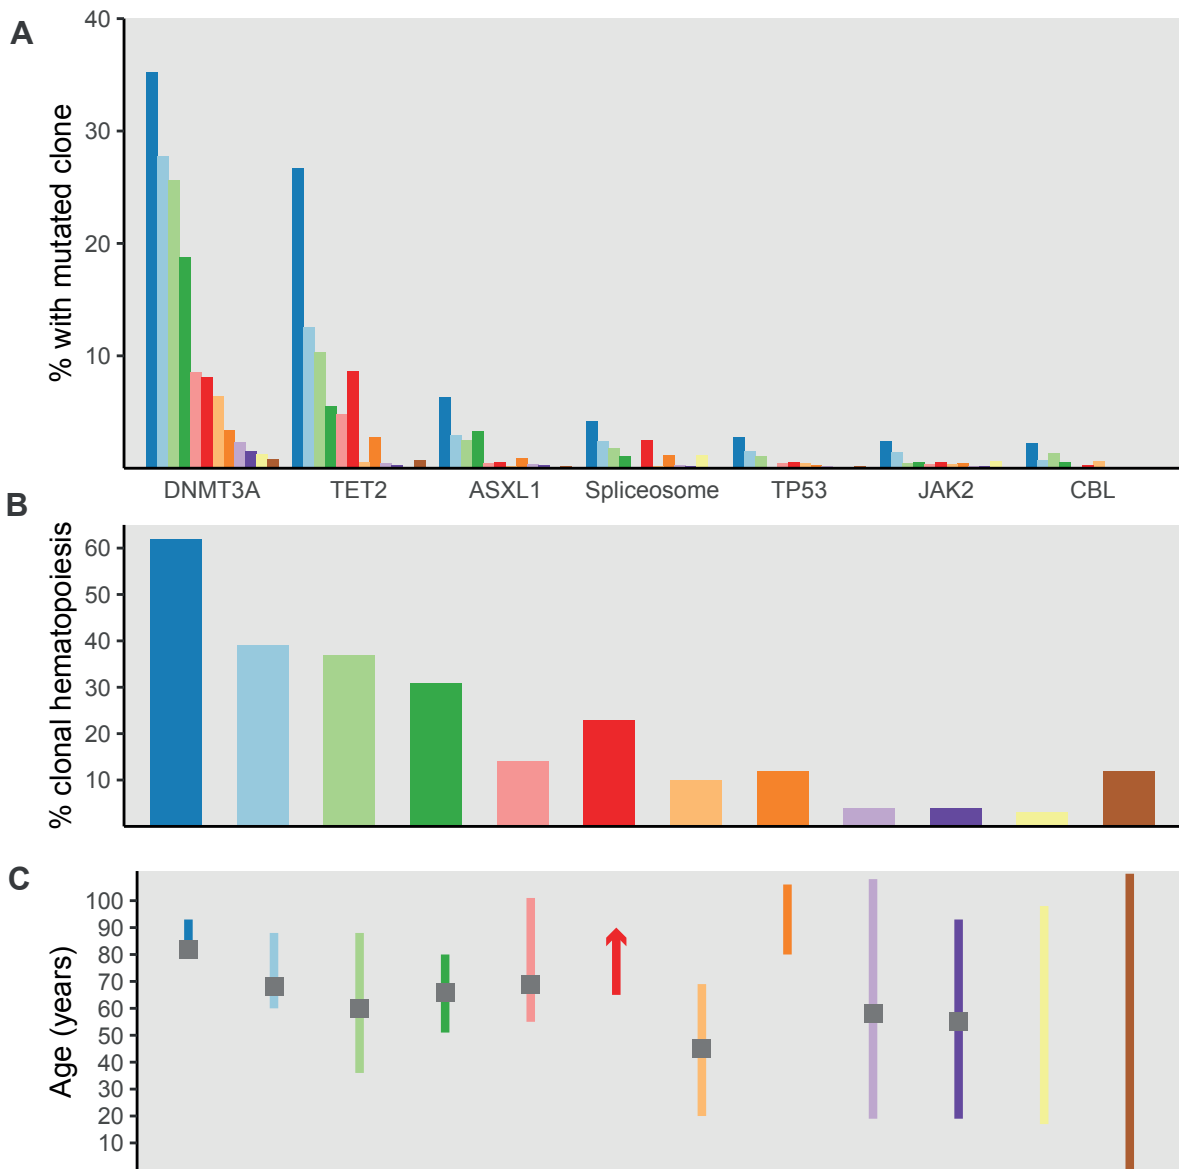 A
% with mutated clone
40
30
20
10
DNMT3A TET2 ASXL1 Spliceosome TP53 JAK2 CBL
B
% clonal hematopoiesis
60
50
40
30
20
10
C
Age (years)
100
90
80
70
60
50
40
30
20
10